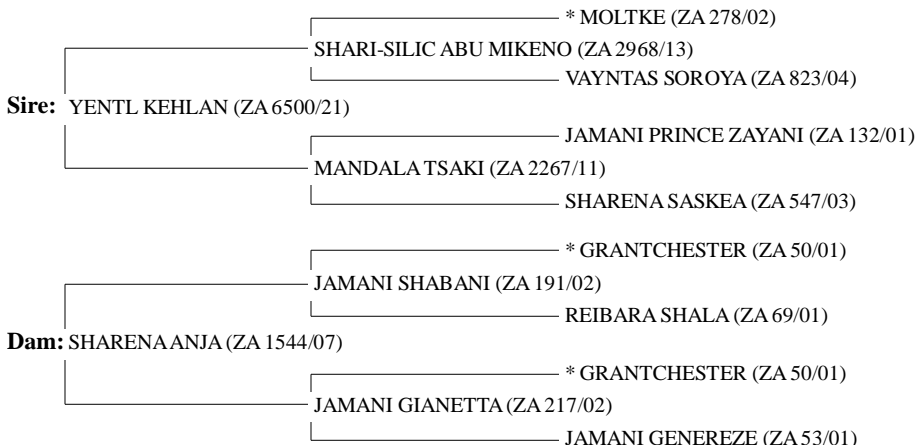 * MOLTKE (ZA 278/02)
SHARI-SILIC ABU MIKENO (ZA 2968/13)
VAYNTAS SOROYA (ZA 823/04)
Sire: YENTL KEHLAN (ZA 6500/21)
JAMANI PRINCE ZAYANI (ZA 132/01)
MANDALA TSAKI (ZA 2267/11)
SHARENA SASKEA (ZA 547/03)
* GRANTCHESTER (ZA 50/01)
JAMANI SHABANI (ZA 191/02)
REIBARA SHALA (ZA 69/01)
Dam: SHARENA ANJA (ZA 1544/07)
* GRANTCHESTER (ZA 50/01)
JAMANI GIANETTA (ZA 217/02)
JAMANI GENEREZE (ZA 53/01)